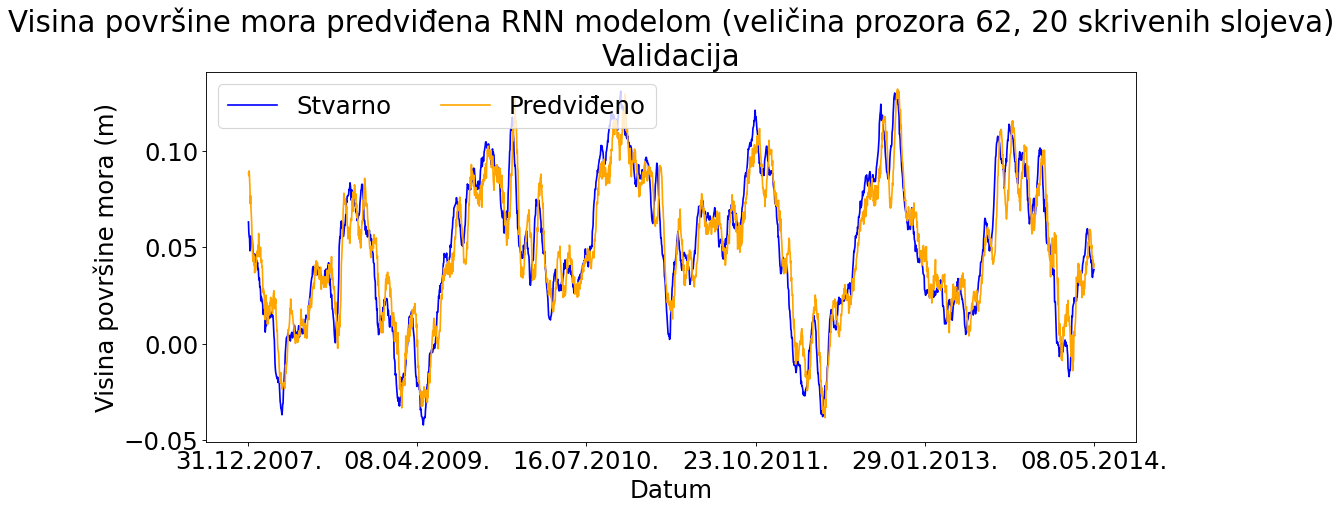 Visina površine mora predviđena RNN modelom (veličina prozora 62, 20 skrivenih slojeva)
Validacija
Stvarno Predviđeno
Visina površine mora (m)
0.10
0.05
0.00
−0.05
31.12.2007. 08.04.2009. 16.07.2010. 23.10.2011. 29.01.2013. 08.05.2014.
Datum